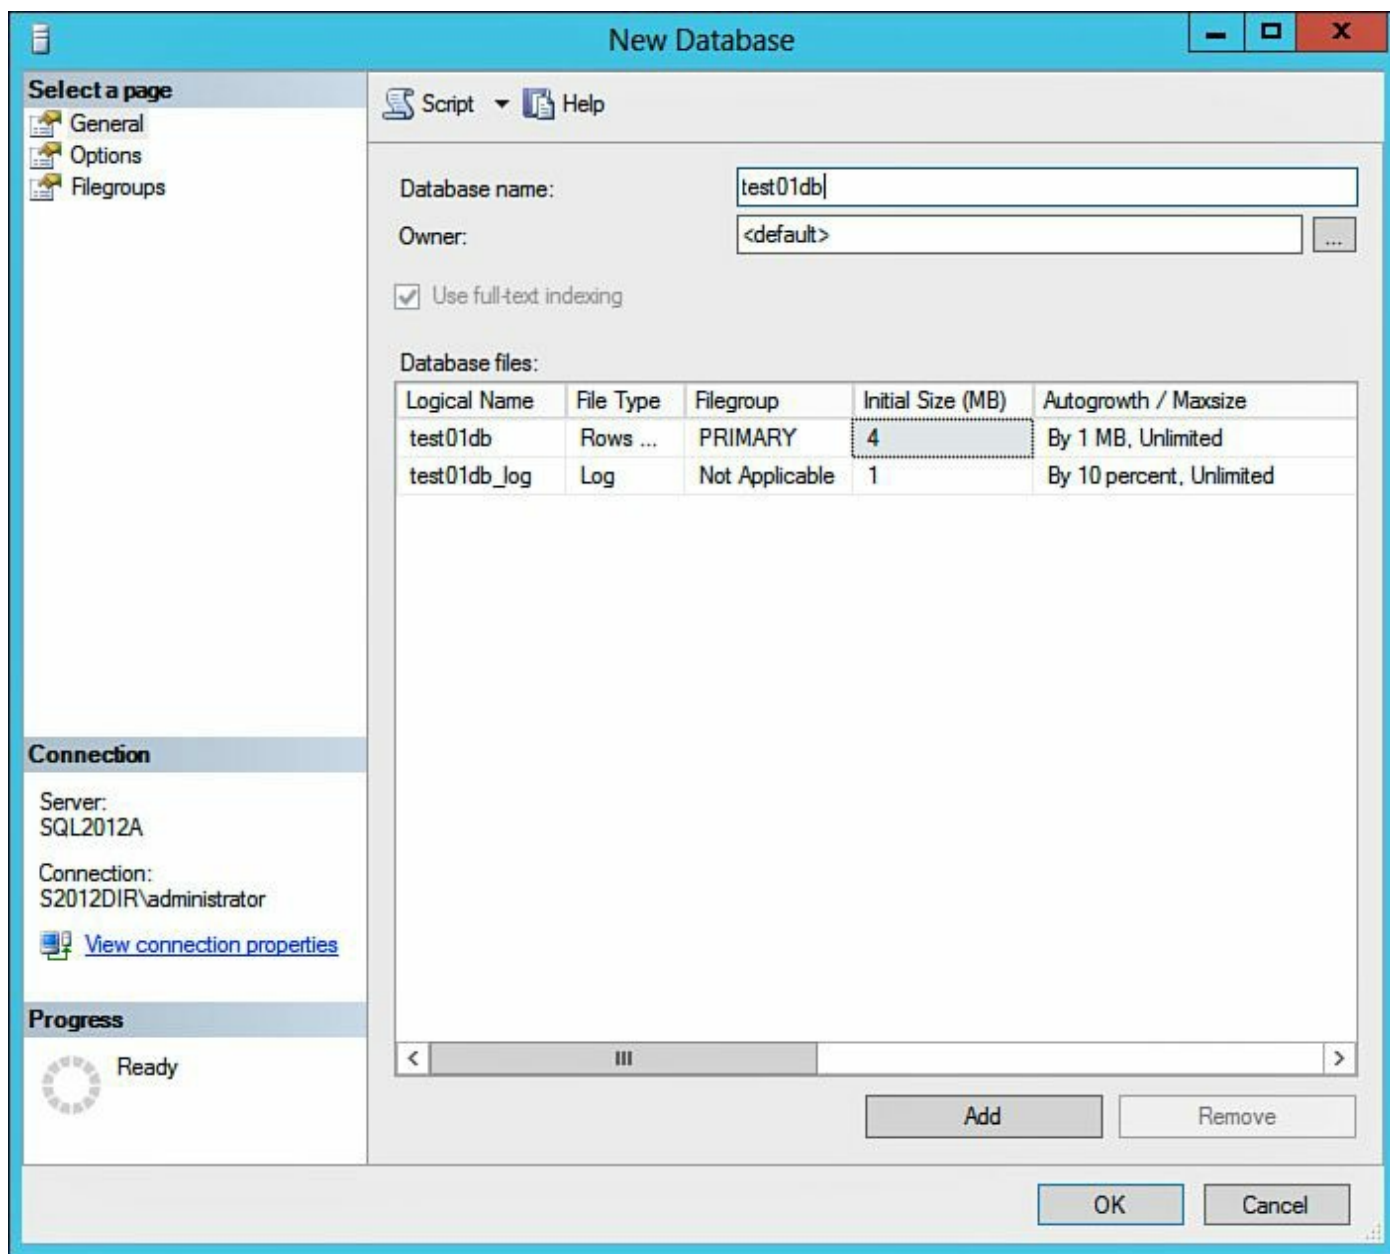 New Database
Select a page
General
Options
Filegroups
Script Help
Database name: test01db
Owner: <default>
...
Use full-text indexing
Database files:
Logical Name File Type Filegroup Initial Size (MB) Autogrowth / Maxsize
test01db Rows ... PRIMARY 4 By 1 MB, Unlimited
test01db_log Log Not Applicable 1 By 10 percent, Unlimited
Connection
Server:
SQL2012A
Connection:
S2012DIR\administrator
View connection properties
Progress
Ready
Add Remove
OK Cancel